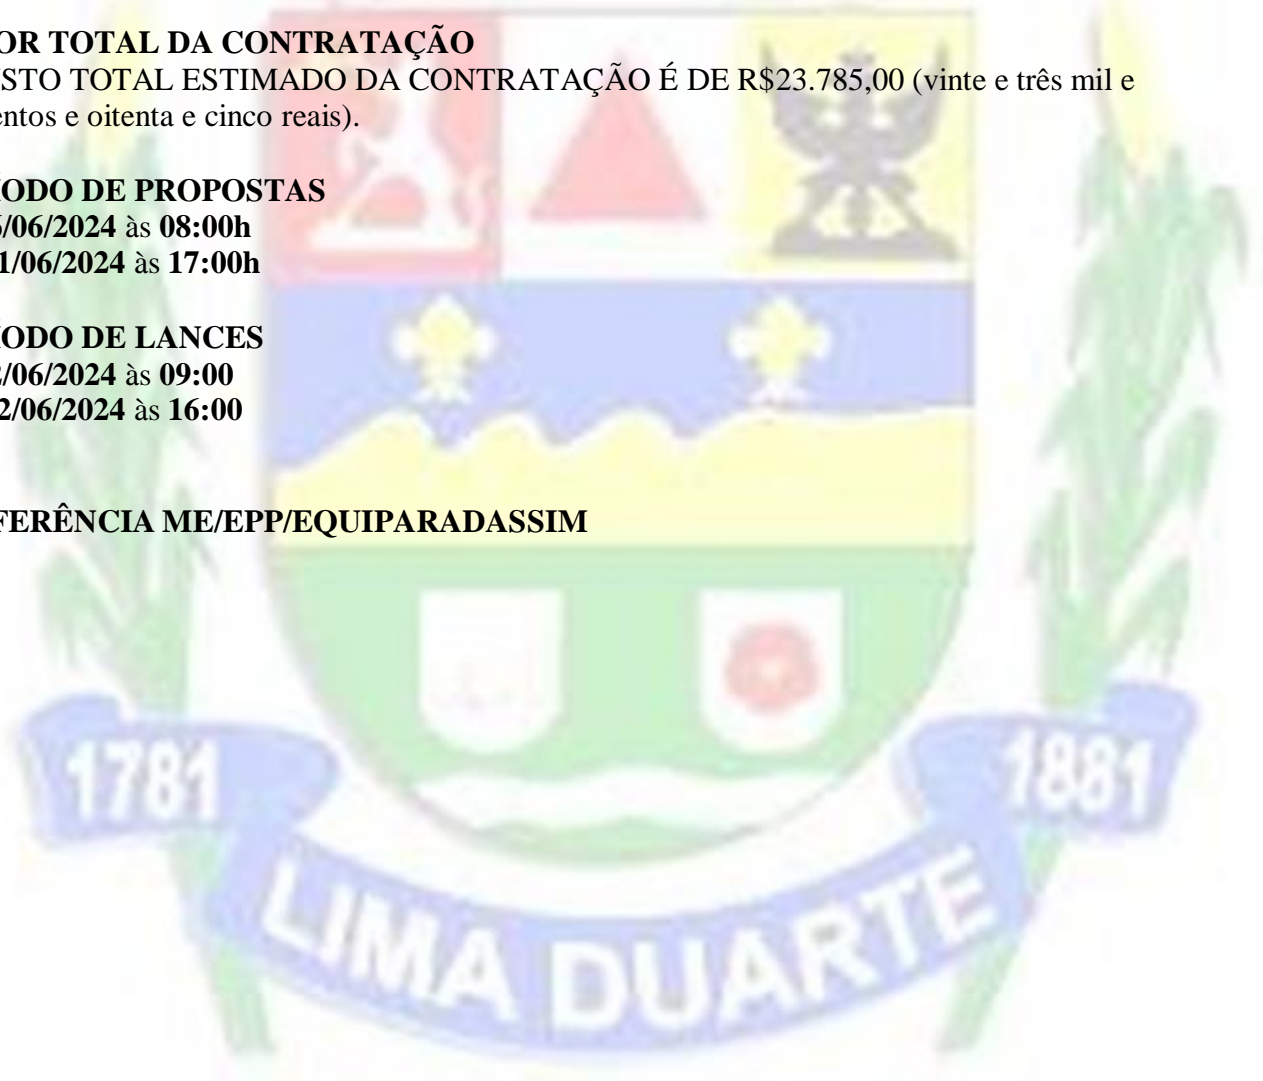 OR TOTAL DA CONTRATAÇÃO
STO TOTAL ESTIMADO DA CONTRATAÇÃO É DE R$23.785,00 (vinte e três mil e
entos e oitenta e cinco reais).
ODO DE PROPOSTAS
/06/2024 às 08:00h
1/06/2024 às 17:00h
ODO DE LANCES
/06/2024 às 09:00
2/06/2024 às 16:00
FERÊNCIA ME/EPP/EQUIPARADASSIM
1781
1881
LIMA DUARTE